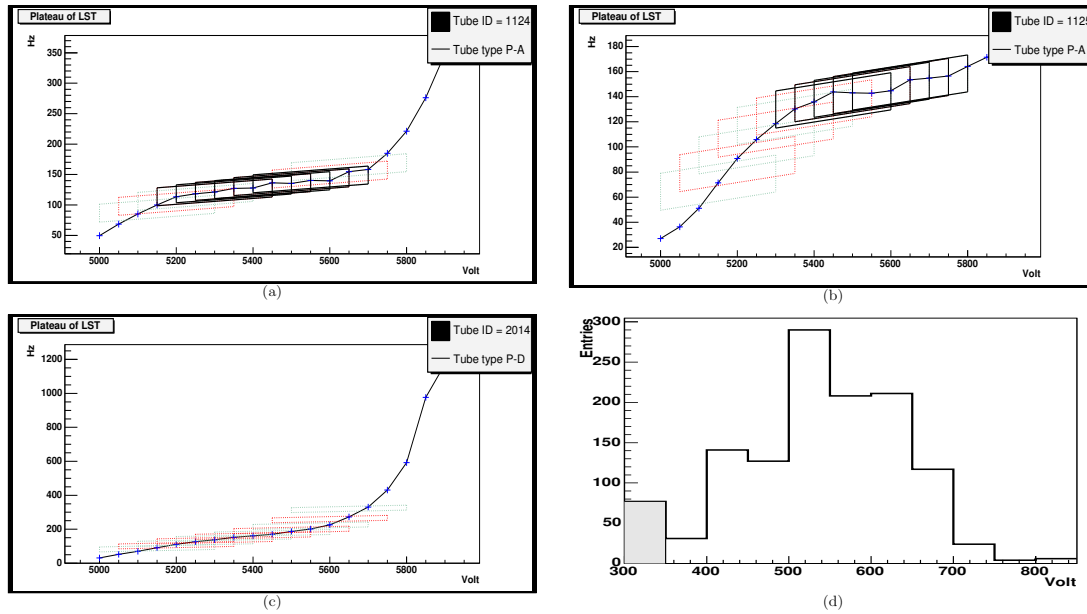 Plateau of LST
Tube ID = 1124
Tube type P-A
Hz
350
300
250
200
150
100
50
5000 5200 5400 5600 5800
Volt
(a)
Plateau of LST
Tube ID = 1125
Tube type P-A
Hz
180
160
140
120
100
80
60
40
20
5000 5200 5400 5600 5800
Volt
(b)
Plateau of LST
Tube ID = 2014
Tube type P-D
Hz
1200
1000
800
600
400
200
0
5000 5200 5400 5600 5800
Volt
(c)
Entries
300
250
200
150
100
50
0
300 400 500 600 700 800
Volt
(d)